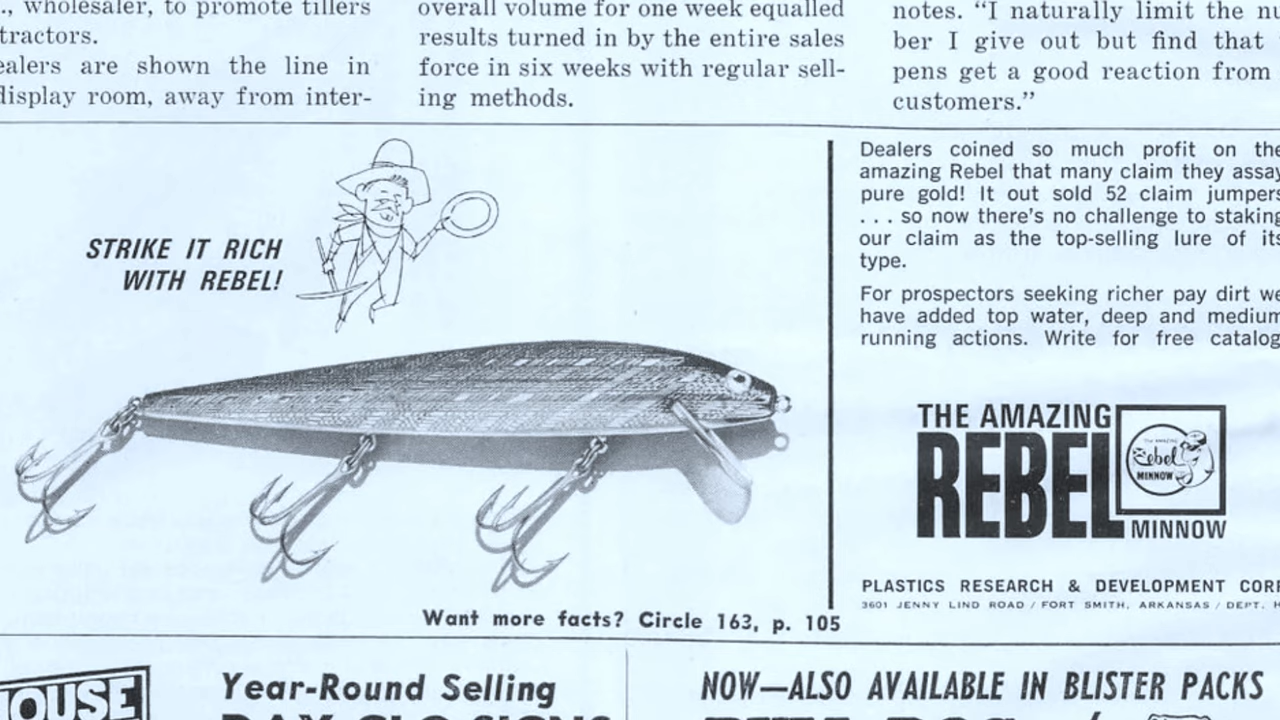 ., wholesaler, to promote tillers
tractors.
ealers are shown the line in
display room, away from inter-
overall volume for one week equalled
results turned in by the entire sales
force in six weeks with regular sell-
ing methods.
notes. “I naturally limit the nu
ber I give out but find that
pens get a good reaction from
customers.”
STRIKE IT RICH
WITH REBEL!
Dealers coined so much profit on the
amazing Rebel that many claim they assay
pure gold! It out sold 52 claim jumpers
. . . so now there's no challenge to staking
our claim as the top-selling lure of its
type.
For prospectors seeking richer pay dirt we
have added top water, deep and medium
running actions. Write for free catalog
THE AMAZING
REBEL
THE AMAZING
Rebel
MINNOW
MINNOW
PLASTICS RESEARCH & DEVELOPMENT COR
3601 JENNY LIND ROAD / FORT SMITH, ARKANSAS / DEPT. H
Want more facts? Circle 163, p. 105
HOUSE
Year-Round Selling
DAY-GLO SIGNS
NOW—ALSO AVAILABLE IN BLISTER PACKS